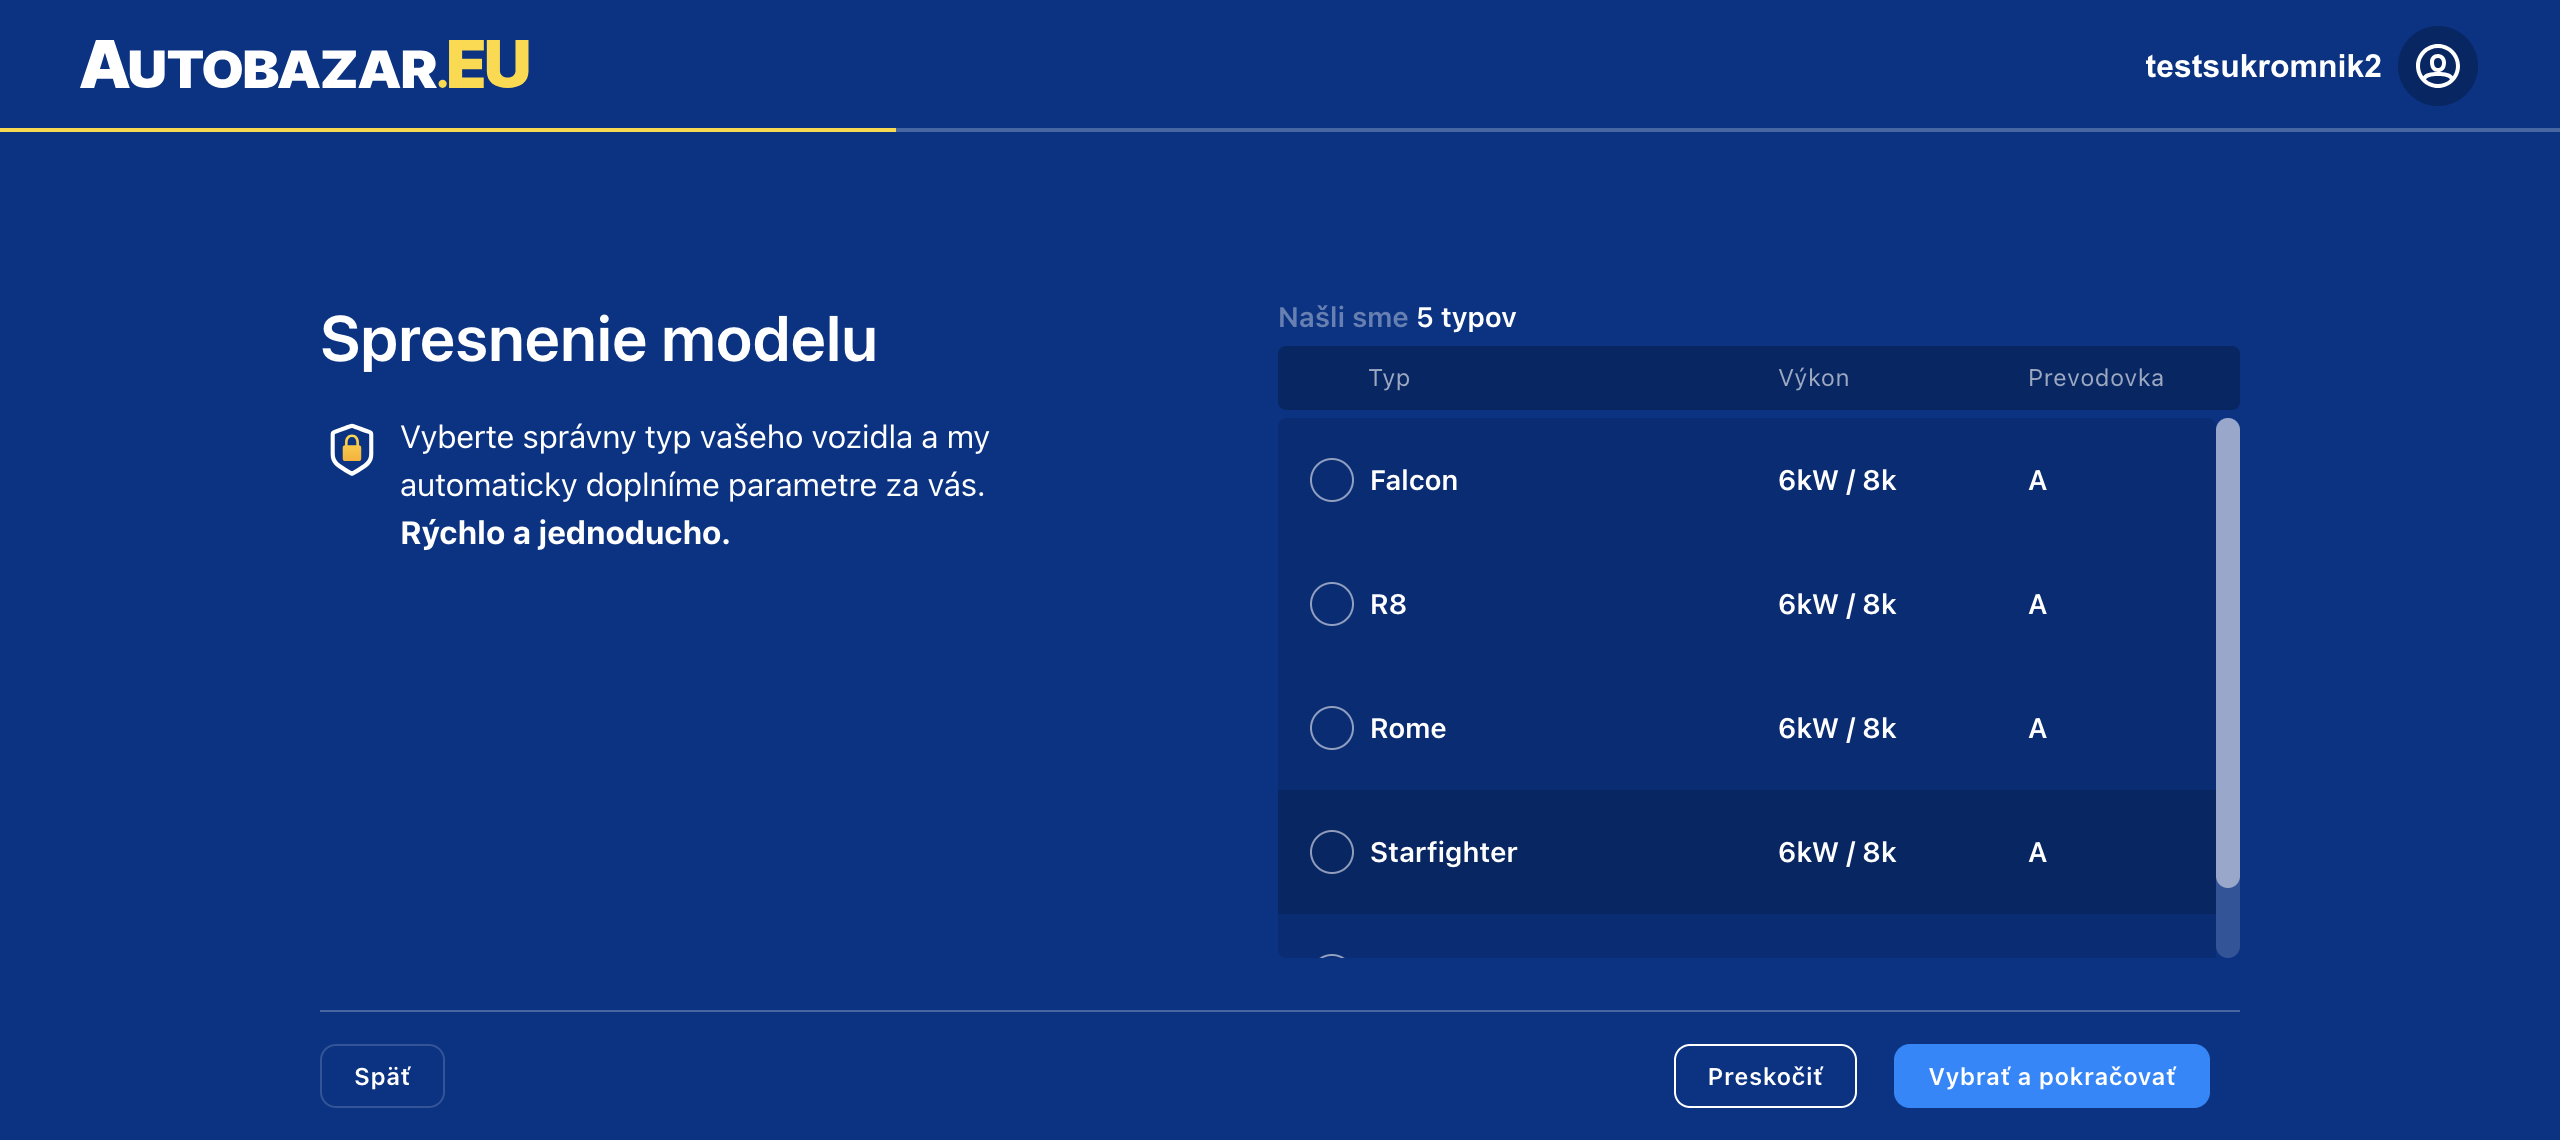 AUTOBAZAR.EU
testsukromnik2
Spresnenie modelu
Vyberte správny typ vašeho vozidla a my
automaticky doplníme parametre za vás.
Rýchlo a jednoducho.
Našli sme 5 typov
Typ Výkon Prevodovka
Falcon 6kW / 8k A
R8 6kW / 8k A
Rome 6kW / 8k A
Starfighter 6kW / 8k A
Späť
Preskočiť
Vybrať a pokračovať